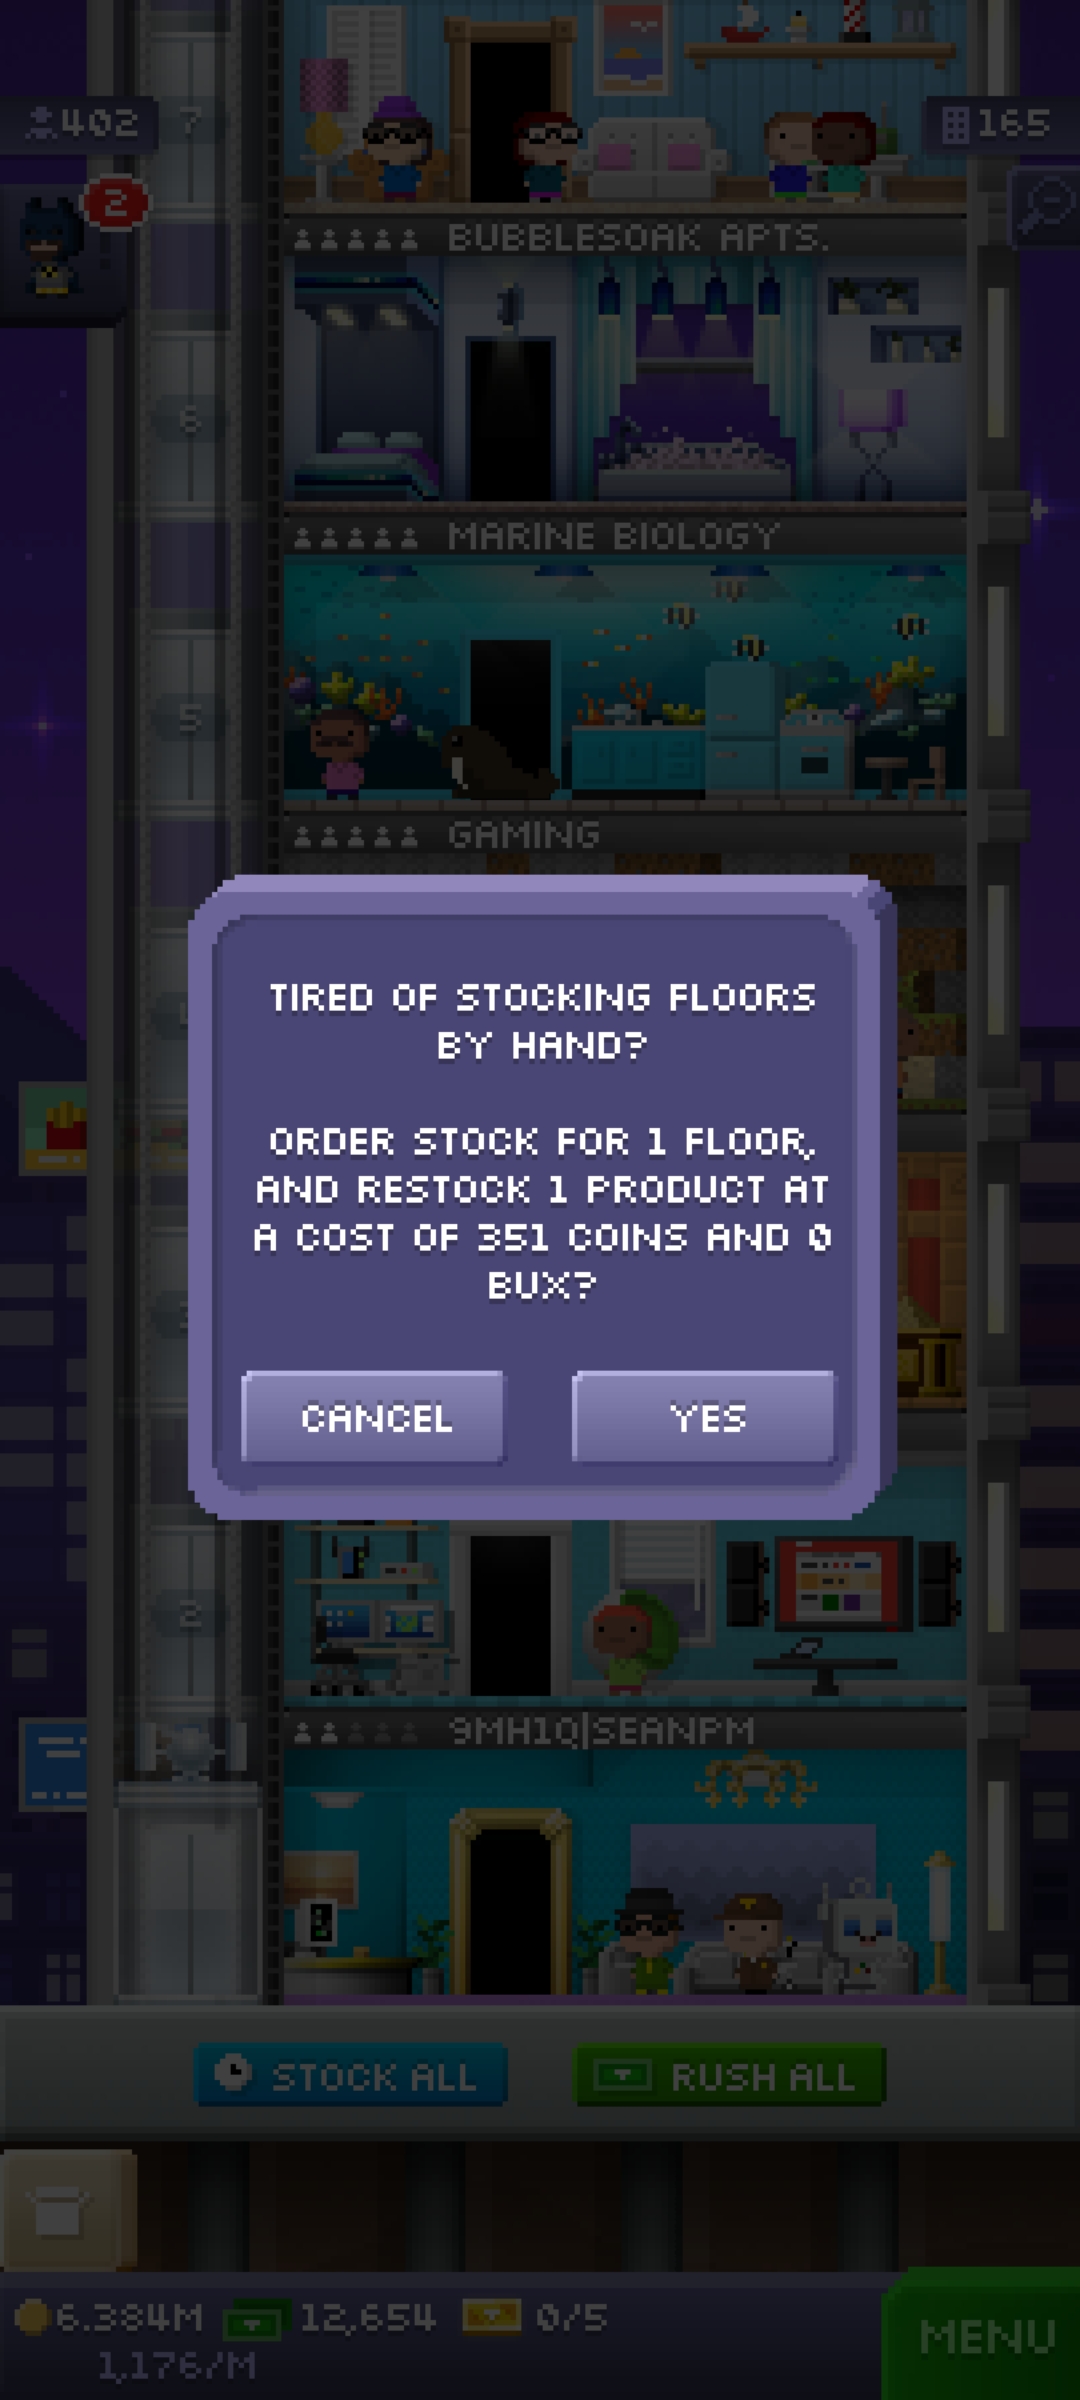 402
7
165
2
BUBBLESOAK APTS.
6
MARINE BIOLOGY
5
GAMING
TIRED OF STOCKING FLOORS
BY HAND?
ORDER STOCK FOR 1 FLOOR,
AND RESTOCK 1 PRODUCT AT
A COST OF 351 COINS AND 0
BUX?
CANCEL
YES
2
9MH1Q|SEANPM
STOCK ALL
RUSH ALL
6.384M
12,654
0/5
1,176/M
MENU